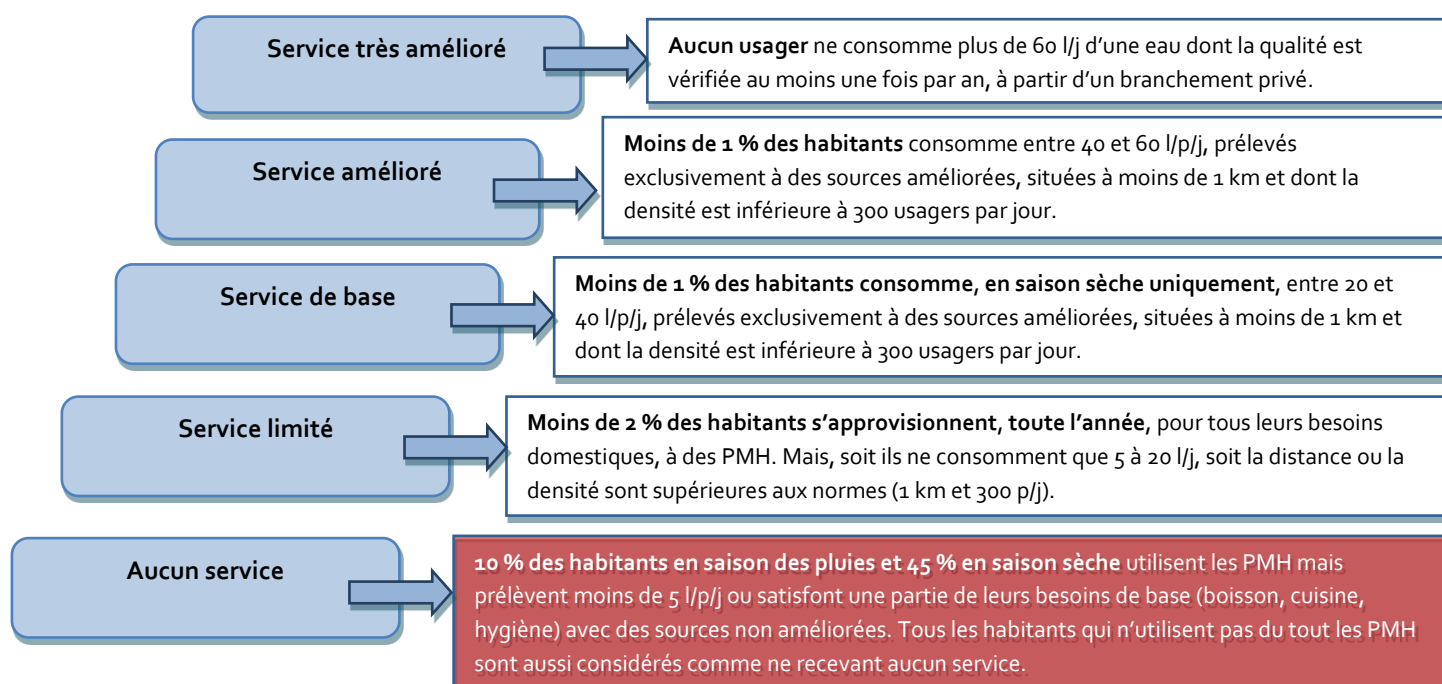 Service très amélioré
Aucun usager ne consomme plus de 60 l/j d’une eau dont la qualité est
vérifiée au moins une fois par an, à partir d’un branchement privé.
Service amélioré
Moins de 1 % des habitants consomme entre 40 et 60 l/p/j, prélevés
exclusivement à des sources améliorées, situées à moins de 1 km et dont la
densité est inférieure à 300 usagers par jour.
Service de base
Moins de 1 % des habitants consomme, en saison sèche uniquement, entre 20 et
40 l/p/j, prélevés exclusivement à des sources améliorées, situées à moins de 1 km et
dont la densité est inférieure à 300 usagers par jour.
Service limité
Moins de 2 % des habitants s’approvisionnent, toute l’année, pour tous leurs besoins
domestiques, à des PMH. Mais, soit ils ne consomment que 5 à 20 l/j, soit la distance ou la
densité sont supérieures aux normes (1 km et 300 p/j).
Aucun service
10 % des habitants en saison des pluies et 45 % en saison sèche utilisent les PMH mais
prélèvent moins de 5 l/p/j ou satisfont une partie de leurs besoins de base (boisson, cuisine,
hygiène) avec des sources non améliorées. Tous les habitants qui n’utilisent pas du tout les PMH
sont aussi considérés comme ne recevant aucun service.